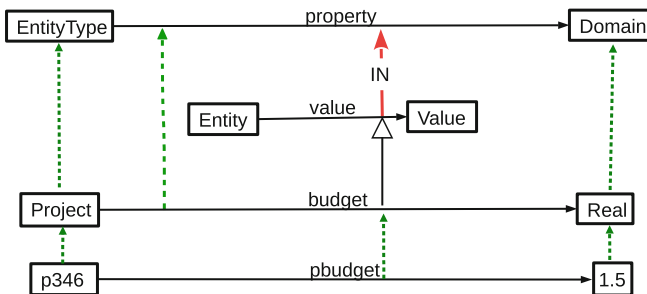 EntityType property Domain
IN
Entity value Value
Project budget Real
p346 pbudget 1.5